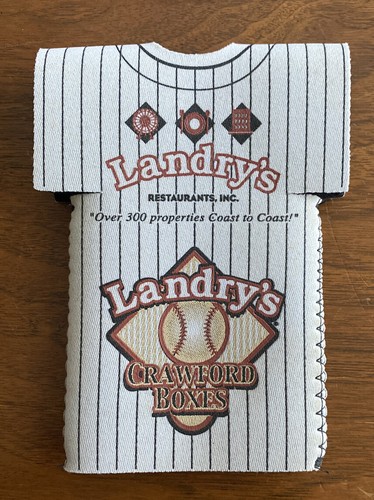 Landry's
RESTAURANTS, INC.
"Over 300 properties Coast to Coast!"
Landry's
CRAWFORD
BOXES